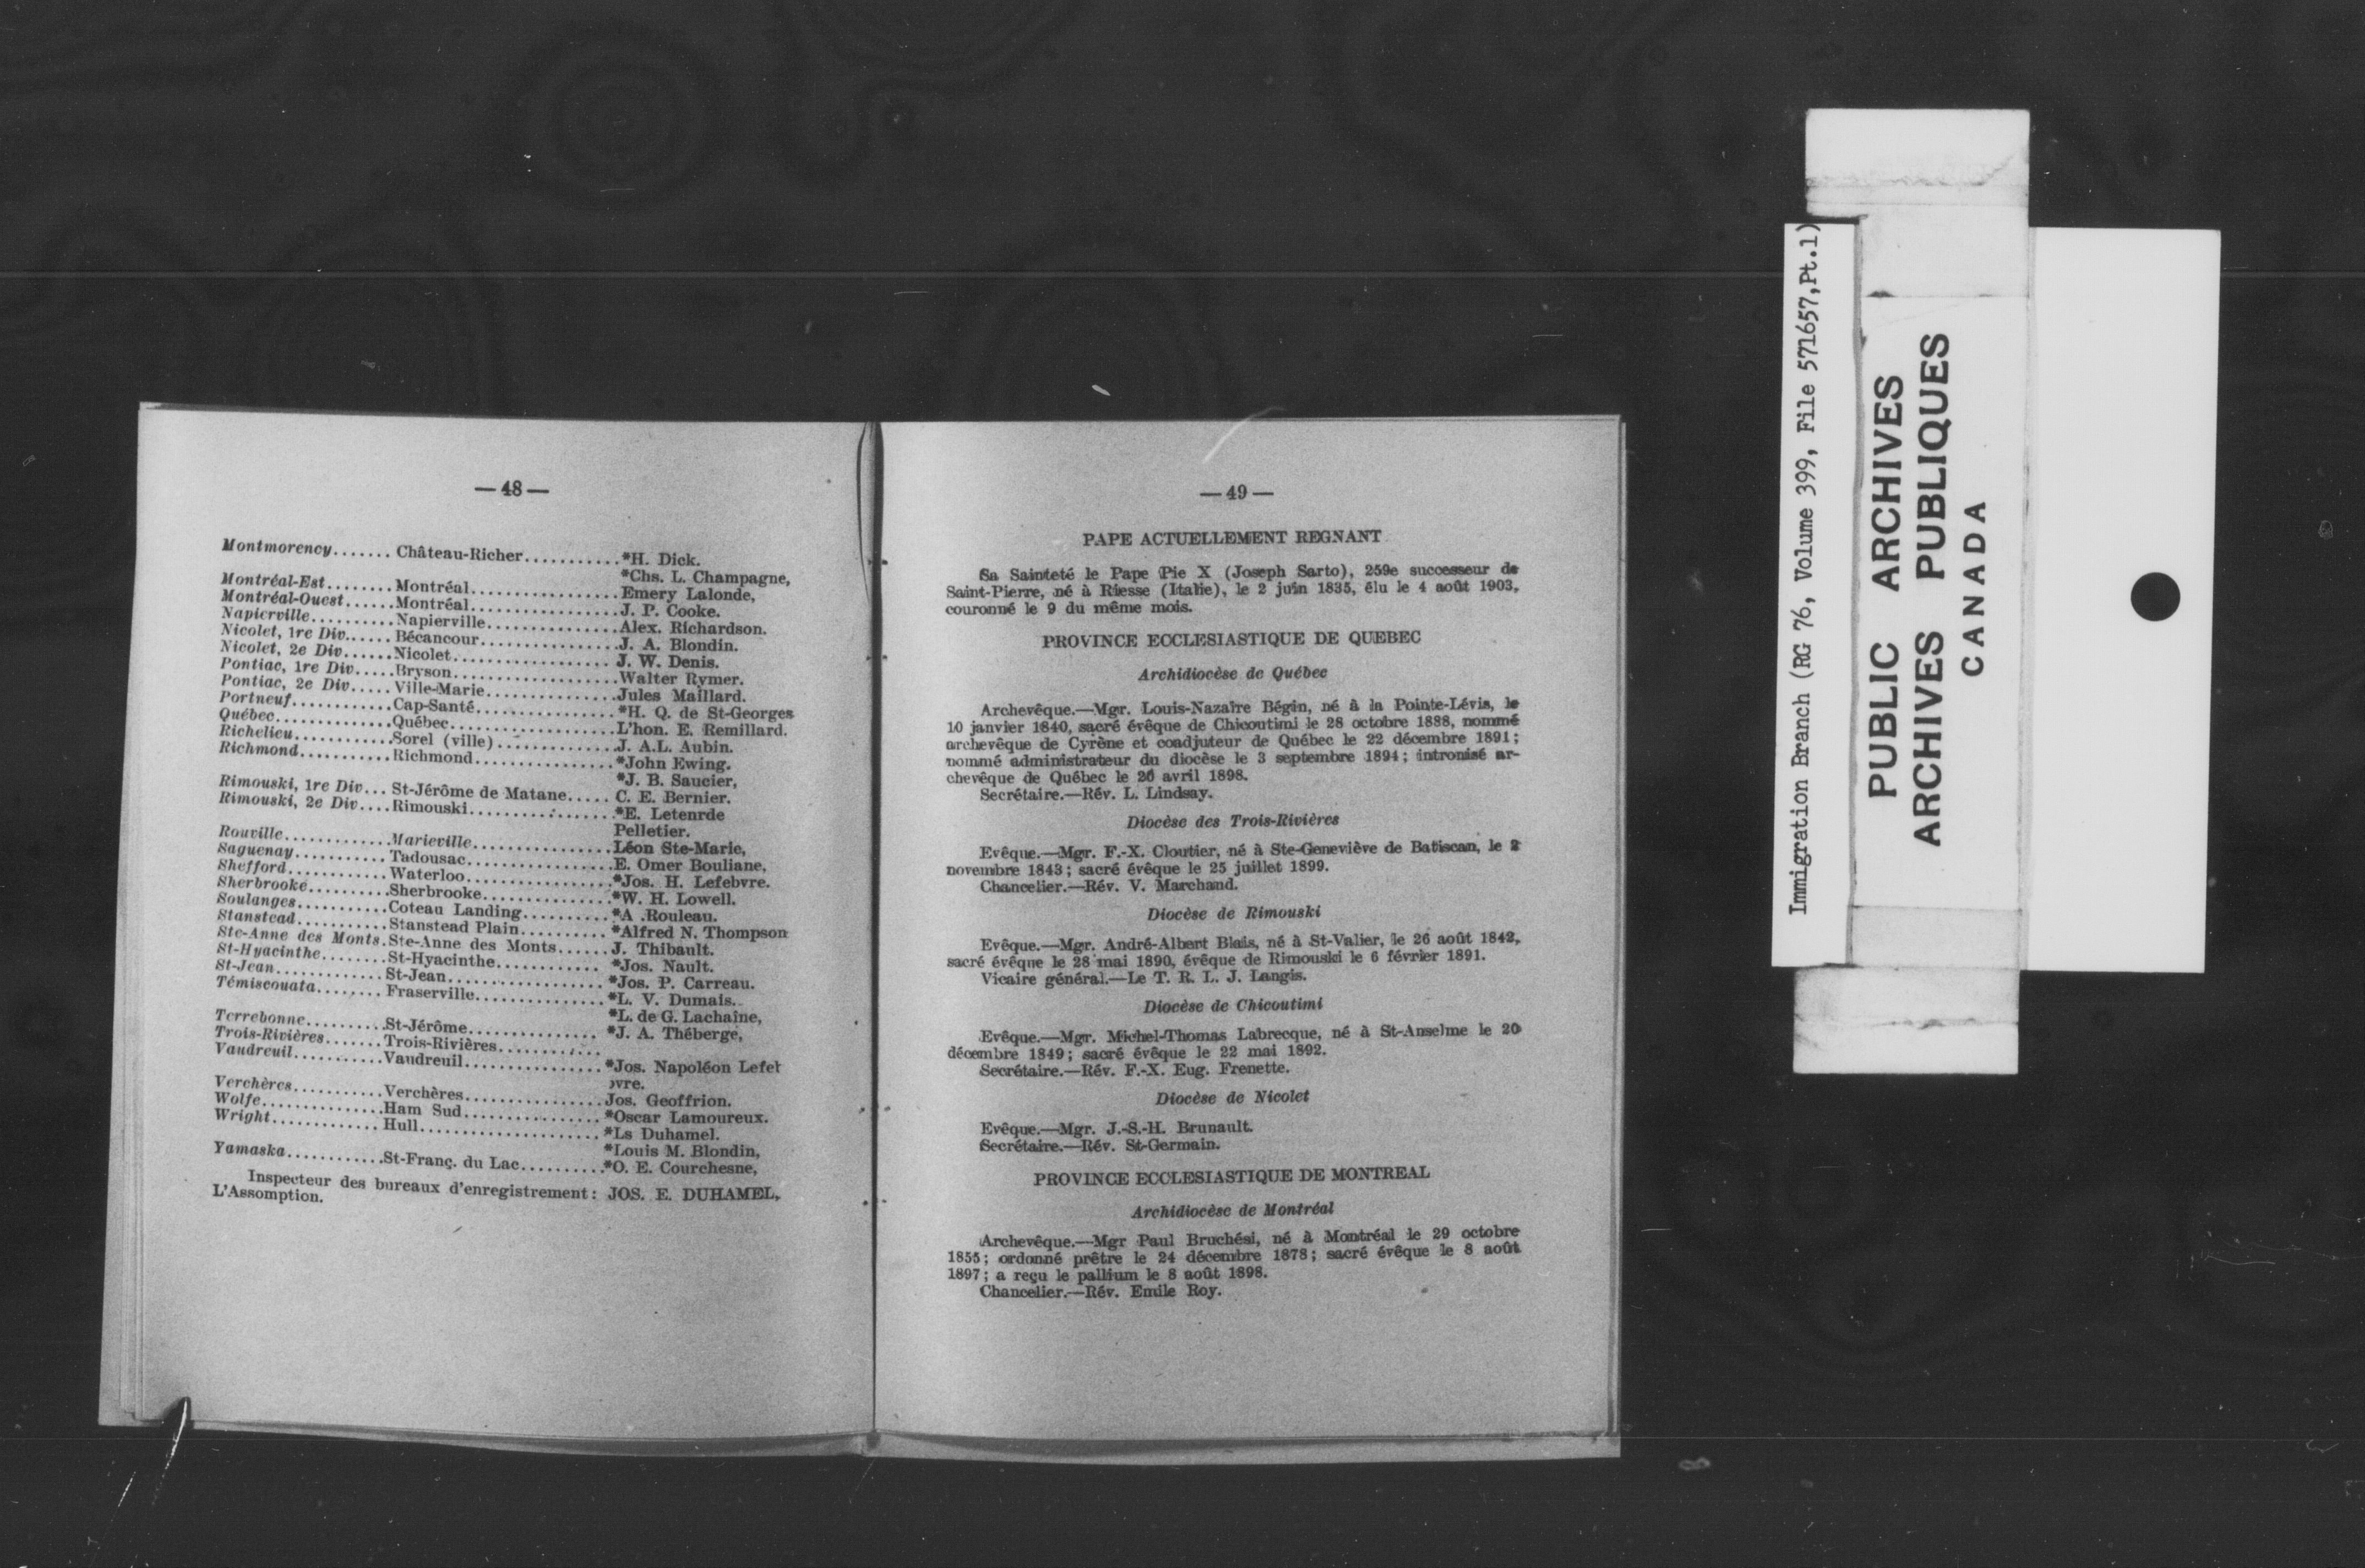 — 48 —
Montmorency....... Château-Richer...........*H. Dick.
*Chs. L. Champagne,
Montréal-Est........Montréal.................Emery Lalonde,
Montréal-Ouest......Montréal.................J. P. Cooke.
Napierville..........Napierville...............Alex. Richardson.
Nicolet, 1re Div......Bécancour................J. A. Blondin.
Nicolet, 2e Div......Nicolet................... J. W. Denis.
Pontiac, 1re Div.....Bryson....................Walter Rymer.
Pontiac, 2e Div..... Ville-Marie...............Jules Maillard.
Portneuf............Cap-Santé.................*H. Q. de St-Georges
Québec..............Québec....................L'hon. E. Remillard.
Richelieu............Sorel (ville)..............J. A.L. Aubin.
Richmond...........Richmond.................*John Ewing.
*J. B. Saucier,
Rimouski, 1re Div... St-Jérôme de Matane..... C. E. Bernier.
Rimouski, 2e Div....Rimouski..................*E. Letenrde
Pelletier.
Rouville.............Marieville.................Léon Ste-Marie,
Saguenay........... Tadousac.................E. Omer Bouliane,
Shefford.............Waterloo..................*Jos. H. Lefebvre.
Sherbrooke..........Sherbrooke...............*W. H. Lowell.
Soulanges...........Coteau Landing..........*A .Rouleau.
Stanstead...........Stanstead Plain.......... *Alfred N. Thompson
Ste-Anne des Monts.Ste-Anne des Monts...... J. Thibault.
St-Hyacinthe........St-Hyacinthe............ *Jos. Nault.
St-Jean............. St-Jean...................*Jos. P. Carreau.
Témiscouata........ Fraserville...............*L. V. Dumais.
*L. de G. Lachaîne,
Terrebonne..........St-Jérôme............... *J. A. Théberge,
Trois-Rivières.......Trois-Rivières...........
Vaudreuil...........Vaudreuil.................*Jos. Napoléon Lefe
vre.
Verchères...........Verchères................Jos. Geoffrion.
Wolfe...............Ham Sud................*Oscar Lamoureux.
Wright............. Hull......................*Ls Duhamel.
*Louis M. Blondin,
Yamaska............St-Franç. du Lac..........*O. E. Courchesne,
Inspecteur des bureaux d'enregistrement: JOS. E. DUHAMEL,
L'Assomption.
— 49 —
PAPE ACTUELLEMENT REGNANT
Sa Sainteté le Pape Pie X (Joseph Sarto), 259e successeur de
Saint-Pierre, né à Riesse (Italie), le 2 juin 1835, élu le 4 août 1903,
couronné le 9 du même mois.
PROVINCE ECCLESIASTIQUE DE QUEBEC
Archidiocèse de Québec
Archevêque.—Mgr. Louis-Nazaire Bégin, né à la Pointe-Lévis, le
10 janvier 1840, sacré évêque de Chicoutimi le 28 octobre 1888, nommé
archevêque de Cyrène et coadjuteur de Québec le 22 décembre 1891;
nommé administrateur du diocèse le 3 septembre 1894; intronisé ar-
chevêque de Québec le 20 avril 1898.
Secrétaire.—Rév. L. Lindsay.
Diocèse des Trois-Rivières
Evêque.—Mgr. F.-X. Cloutier, né à Ste-Geneviève de Batiscan, le 2
novembre 1843; sacré évêque le 25 juillet 1899.
Chancelier.—Rév. V. Marchand.
Diocèse de Rimouski
Evêque.—Mgr. André-Albert Blais, né à St-Valier, le 26 août 1842,
sacré évêque le 28 mai 1890, évêque de Rimouski le 6 février 1891.
Vicaire général.—Le T. R. L. J. Langis.
Diocèse de Chicoutimi
Evêque.—Mgr. Michel-Thomas Labrecque, né à St-Anselme le 20
décembre 1849; sacré évêque le 22 mai 1892.
Secrétaire.—Rév. F.-X. Eug. Frenette.
Diocèse de Nicolet
Evêque.—Mgr. J.-S.-H. Brunault.
Secrétaire.—Rév. St-Germain.
PROVINCE ECCLESIASTIQUE DE MONTREAL
Archidiocèse de Montréal
Archevêque.—Mgr Paul Bruchési, né à Montréal le 29 octobre
1855; ordonné prêtre le 24 décembre 1878; sacré évêque le 8 août
1897; a reçu le pallium le 8 août 1898.
Chancelier.—Rév. Emile Roy.
Immigration Branch (RG 76, Volume 399, File 571657,Pt.1)
PUBLIC ARCHIVES
ARCHIVES PUBLIQUES
CANADA